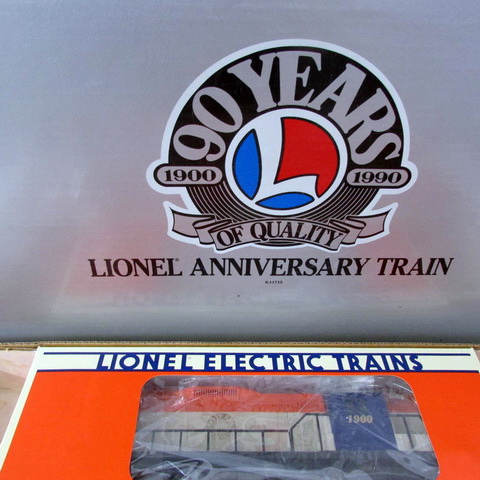 90 YEARS
1900 1990
L
OF QUALITY
LIONEL ANNIVERSARY TRAIN
LIONEL ELECTRIC TRAINS
1900